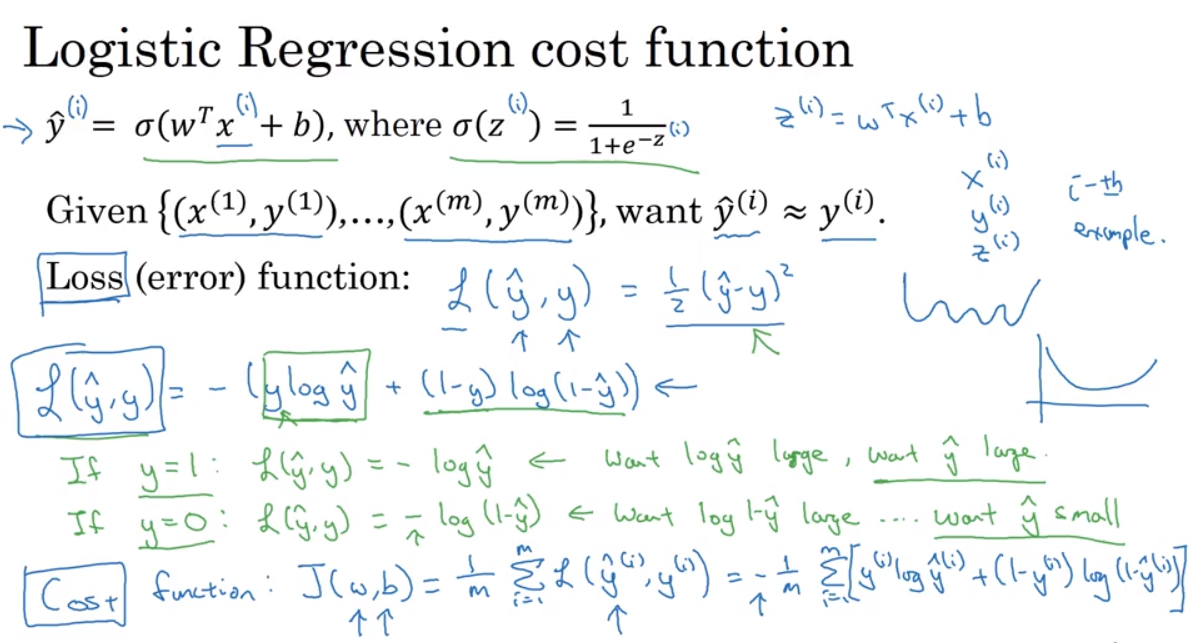 Logistic Regression cost function
→ ŷ^(i) = σ(w^T x^(i) + b), where σ(z^(i)) = 1/(1+e^(-z^(i)))
z^(i) = w^T x^(i) + b
x^(i)
y^(i)
z^(i)
i-th
example.
Given {(x^(1), y^(1)),...,(x^(m), y^(m))}, want ŷ^(i) ≈ y^(i).
Loss (error) function: ℒ(ŷ, y) = 1/2 (ŷ-y)^2
ℒ(ŷ, y) = - (y log ŷ + (1-y) log(1-ŷ)) ←
If y=1: ℒ(ŷ, y) = - log ŷ ← Want log ŷ large, want ŷ large.
If y=0: ℒ(ŷ, y) = - log (1-ŷ) ← Want log 1-ŷ large .... want ŷ small
Cost function: J(w,b) = 1/m Σ_{i=1}^{m} ℒ(ŷ^(i), y^(i)) = - 1/m Σ_{i=1}^{m} [y^(i) log ŷ^(i) + (1-y^(i)) log (1-ŷ^(i))]